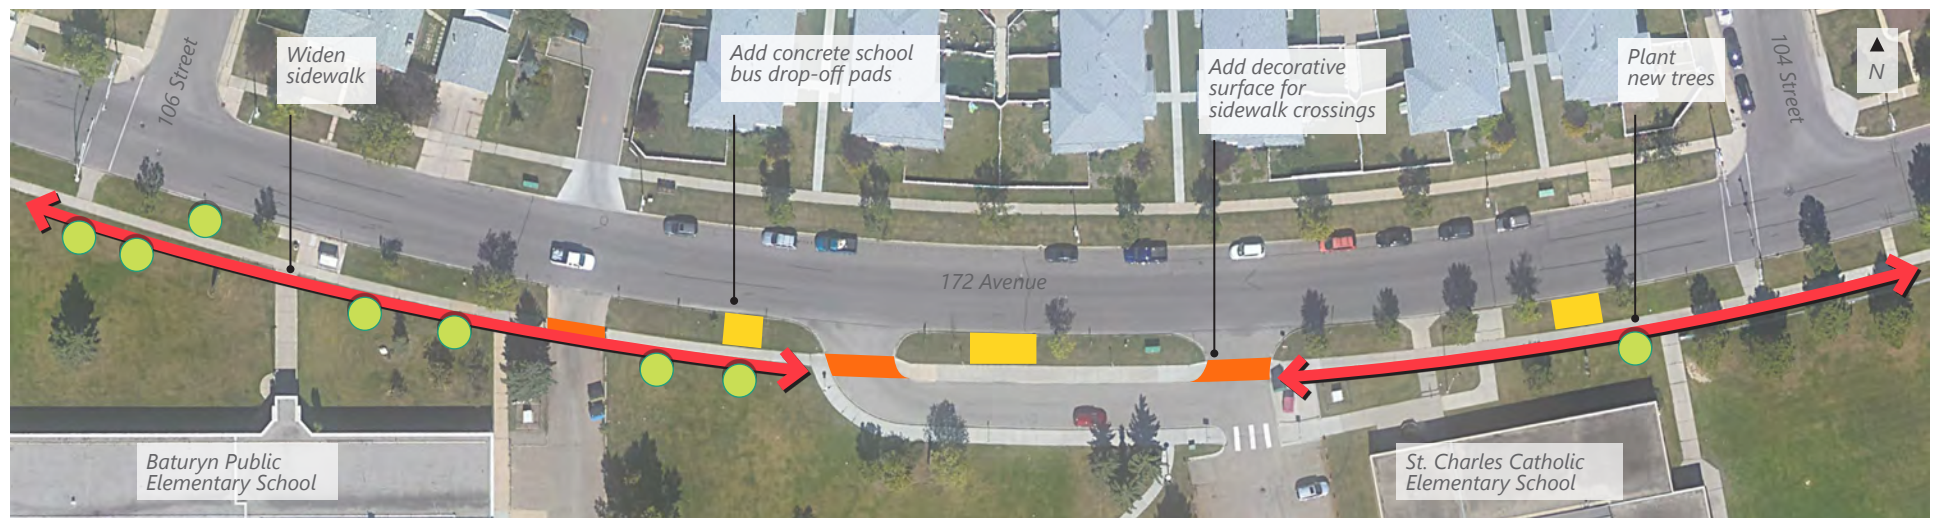 106 Street
Widen
sidewalk
Add concrete school
bus drop-off pads
Add decorative
surface for
sidewalk crossings
Plant
new trees
104 Street
N
172 Avenue
Baturyn Public
Elementary School
St. Charles Catholic
Elementary School